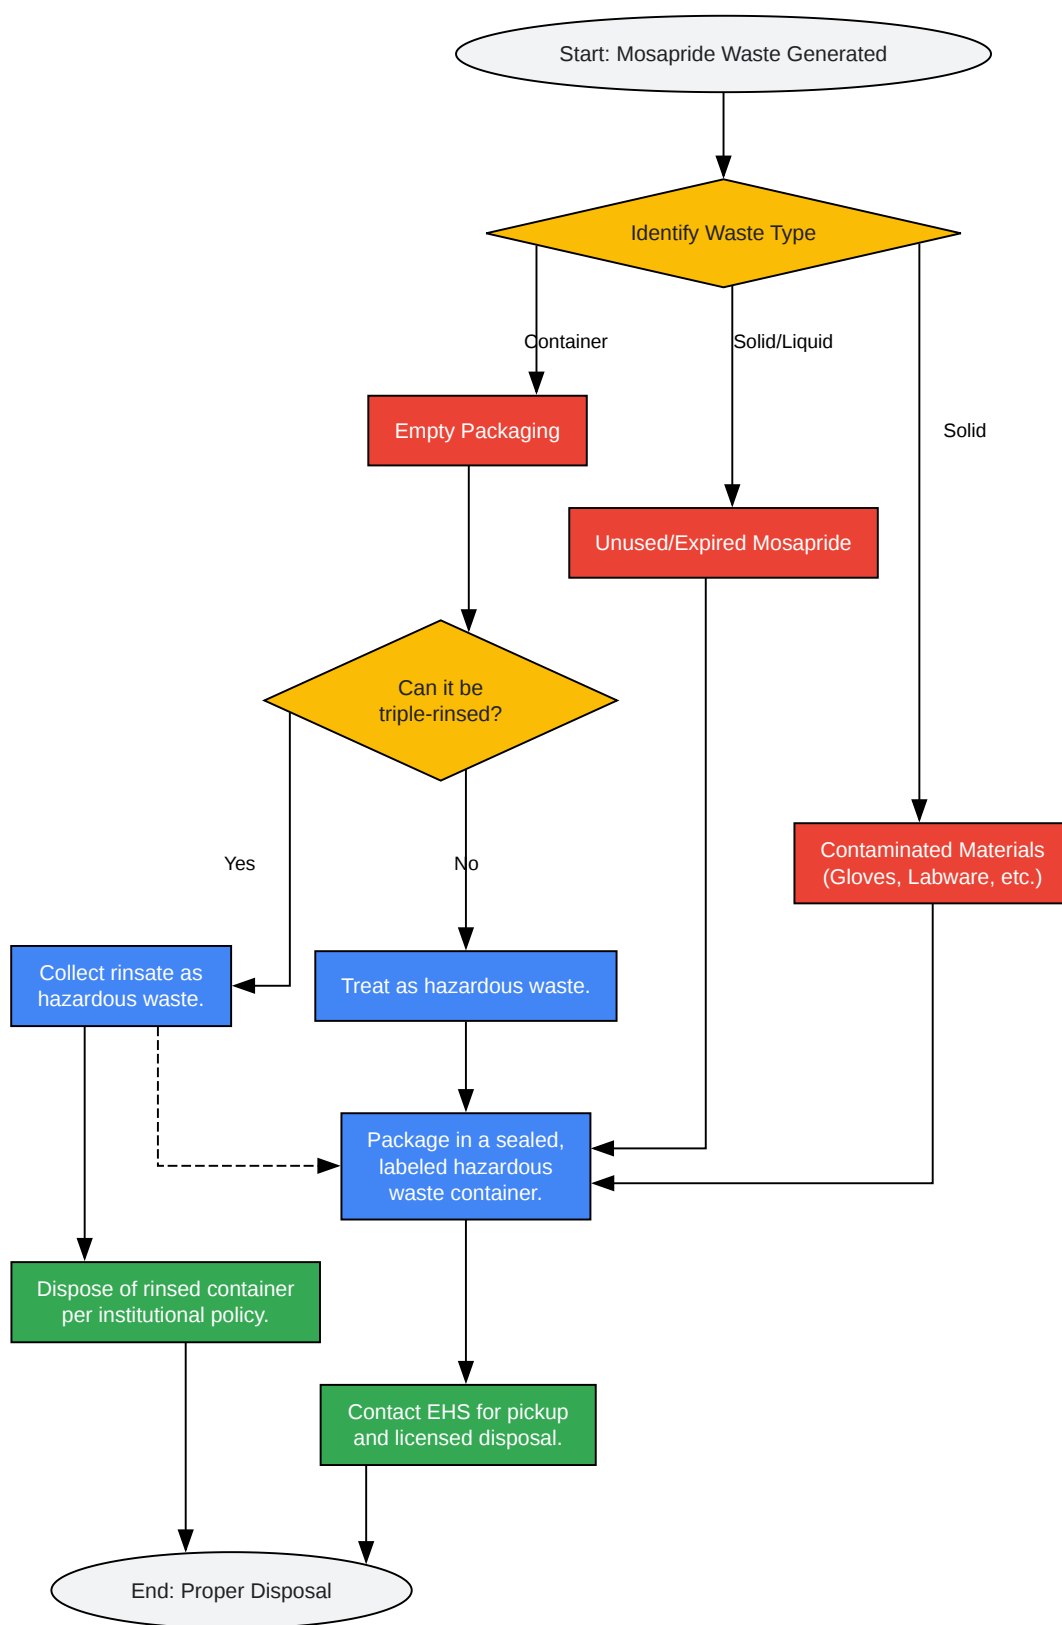 Start: Mosapride Waste Generated
Identify Waste Type
Container
Solid/Liquid
Solid
Empty Packaging
Unused/Expired Mosapride
Can it be
triple-rinsed?
Yes
No
Contaminated Materials
(Gloves, Labware, etc.)
Collect rinsate as
hazardous waste.
Treat as hazardous waste.
Package in a sealed,
labeled hazardous
waste container.
Dispose of rinsed container
per institutional policy.
Contact EHS for pickup
and licensed disposal.
End: Proper Disposal